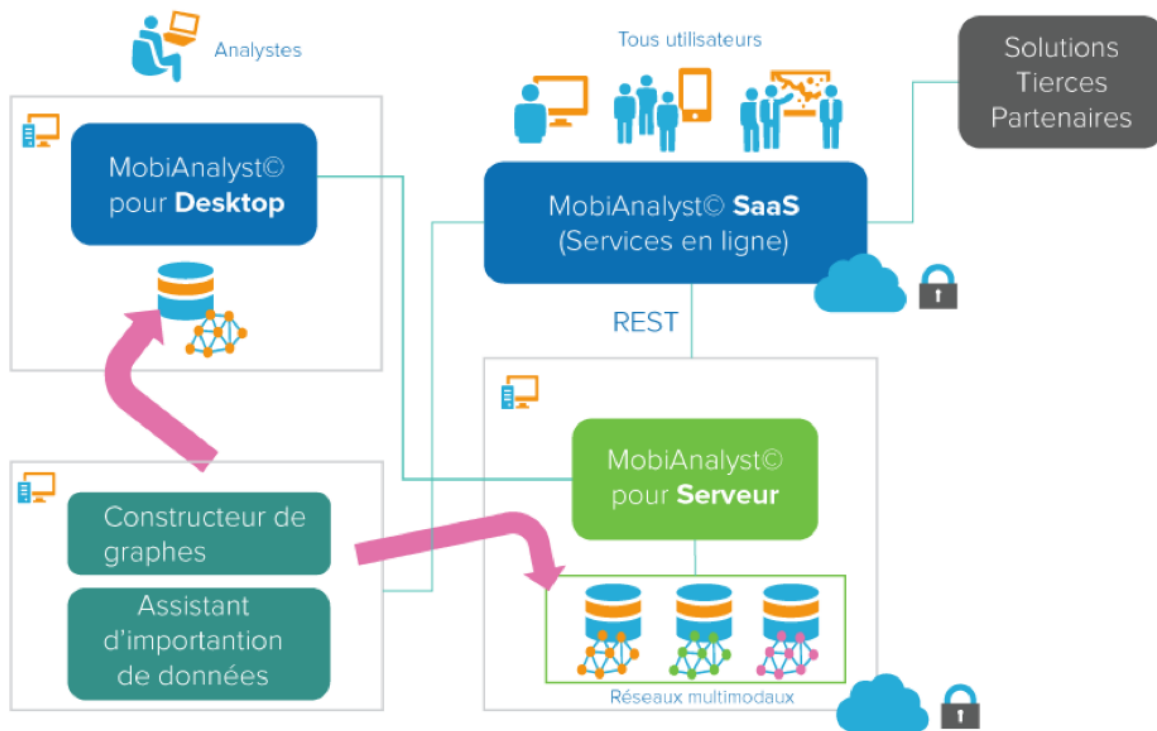 Analystes
Tous utilisateurs
Solutions
Tierces
Partenaires
MobiAnalyst©
pour Desktop
MobiAnalyst© SaaS
(Services en ligne)
REST
MobiAnalyst©
pour Serveur
Constructeur de
graphes
Assistant
d'importantion
de données
Réseaux multimodaux